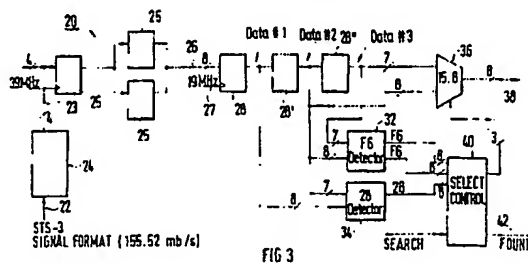 20
25
Data #1 Data #2 28" Data #3
36
4
26
8
7
8
15.8
8
38
39MHz
23
25
25
19MHz
27
28
28'
32
7
8
F6
Detector
F6
F6
40
3
24
8
7
28
Detector
28
34
8
6
SELECT
CONTROL
22
STS-3
SIGNAL FORMAT (155.52 mb/s)
SEARCH
42
FOUND
FIG 3